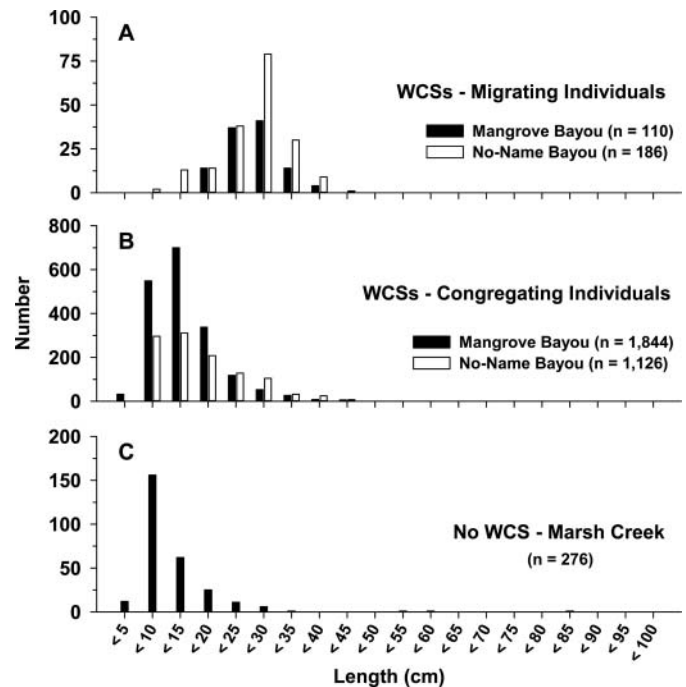 A
100
75
50
25
0
WCSs - Migrating Individuals
Mangrove Bayou (n = 110)
No-Name Bayou (n = 186)
B
800
600
400
200
0
WCSs - Congregating Individuals
Mangrove Bayou (n = 1,844)
No-Name Bayou (n = 1,126)
Number
C
200
150
100
50
0
No WCS - Marsh Creek
(n = 276)
< 5 < 10 < 15 < 20 < 25 < 30 < 35 < 40 < 45 < 50 < 55 < 60 < 65 < 70 < 75 < 80 < 85 < 90 < 95 < 100
Length (cm)